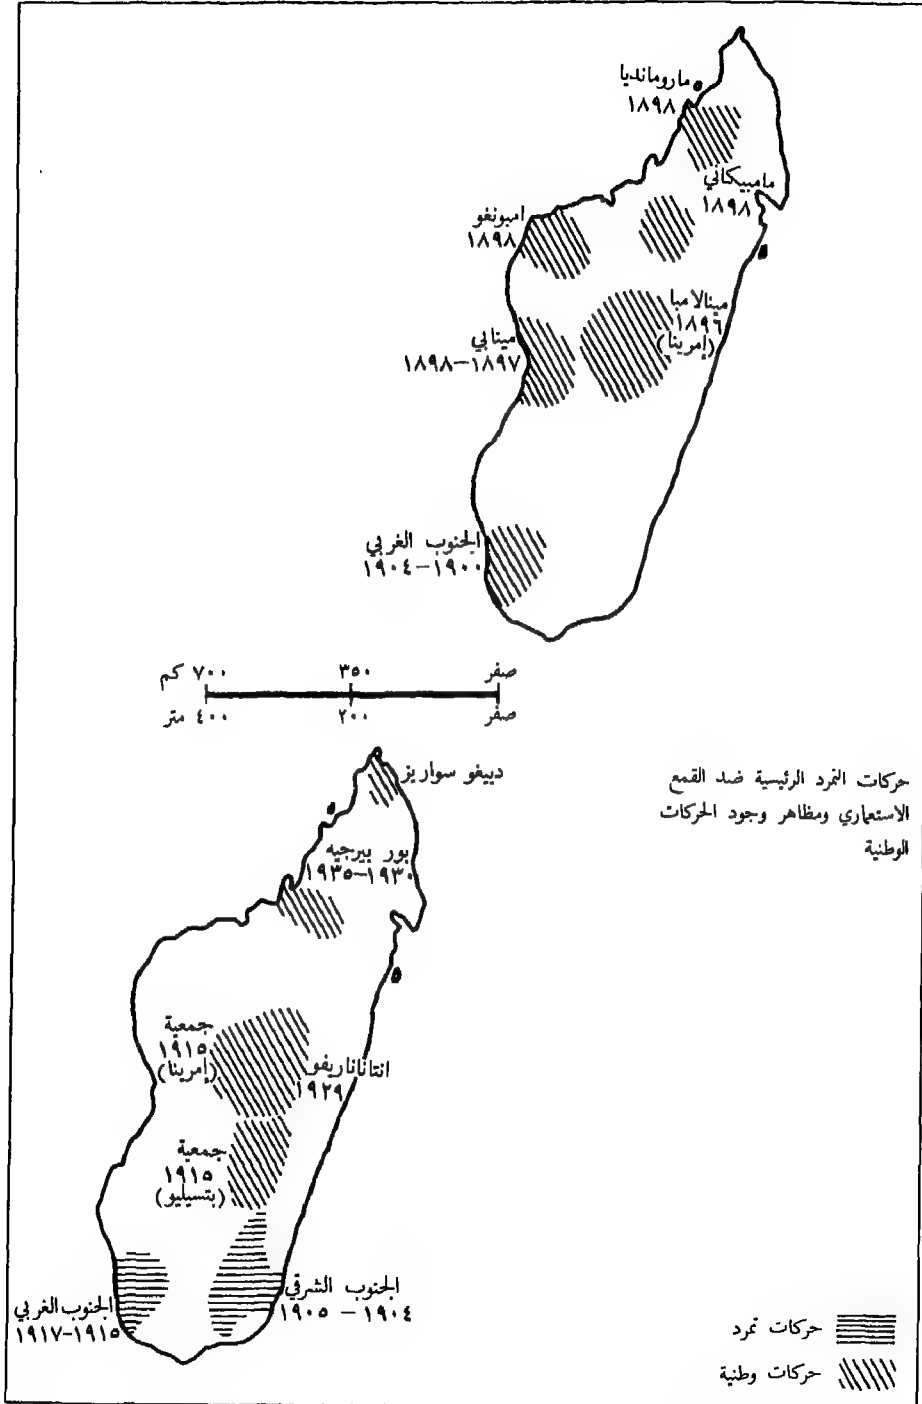 ماروماندیا
١٨٩٨
مامبيكاني
١٨٩٨
امبونغو
١٨٩٨
مينالامبا
١٨٩٦
(إمرينا)
مينابي
١٨٩٧–١٨٩٨
الجنوب الغربي
١٩٠٠–١٩٠٤
صفر ٣٥٠ ٧٠٠ كم
صفر ٢٠٠ ٤٠٠ متر
حركات التمرد الرئيسية ضد القمع
الاستعماري ومظاهر وجود الحركات
الوطنية
دييغو سواريز
بور بيرجيه
١٩٣٠–١٩٣٥
جمعية
١٩١٥
(إمرينا)
انتاناناريفو
١٩٢٩
جمعية
١٩١٥
(بتسيليو)
الجنوب الشرقي
١٩٠٤ – ١٩٠٥
الجنوب الغربي
١٩١٥–١٩١٧
حركات تمرد
حركات وطنية